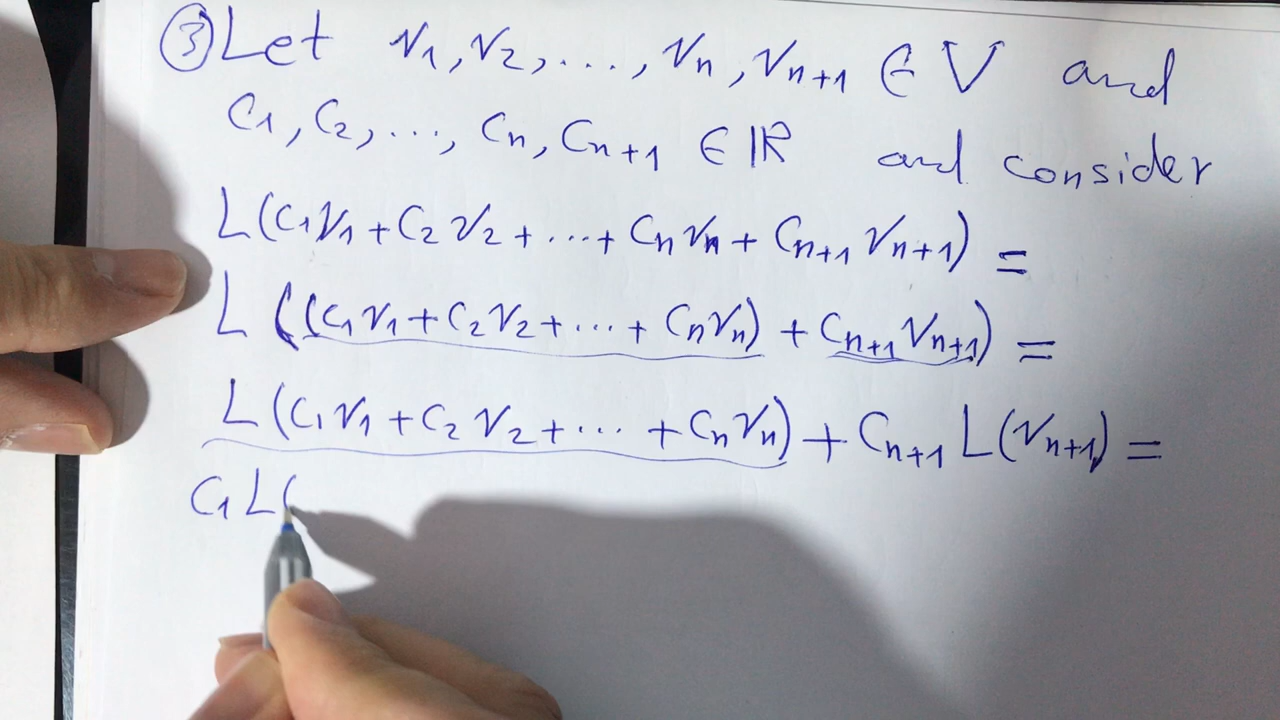 ③ Let v₁, v₂, ..., vₙ, vₙ₊₁ ∈ V and
c₁, c₂, ..., cₙ, cₙ₊₁ ∈ ℝ and consider
L(c₁v₁ + c₂v₂ + ... + cₙvₙ + cₙ₊₁vₙ₊₁) =
L((c₁v₁ + c₂v₂ + ... + cₙvₙ) + cₙ₊₁vₙ₊₁) =
L(c₁v₁ + c₂v₂ + ... + cₙvₙ) + cₙ₊₁L(vₙ₊₁) =
c₁L(